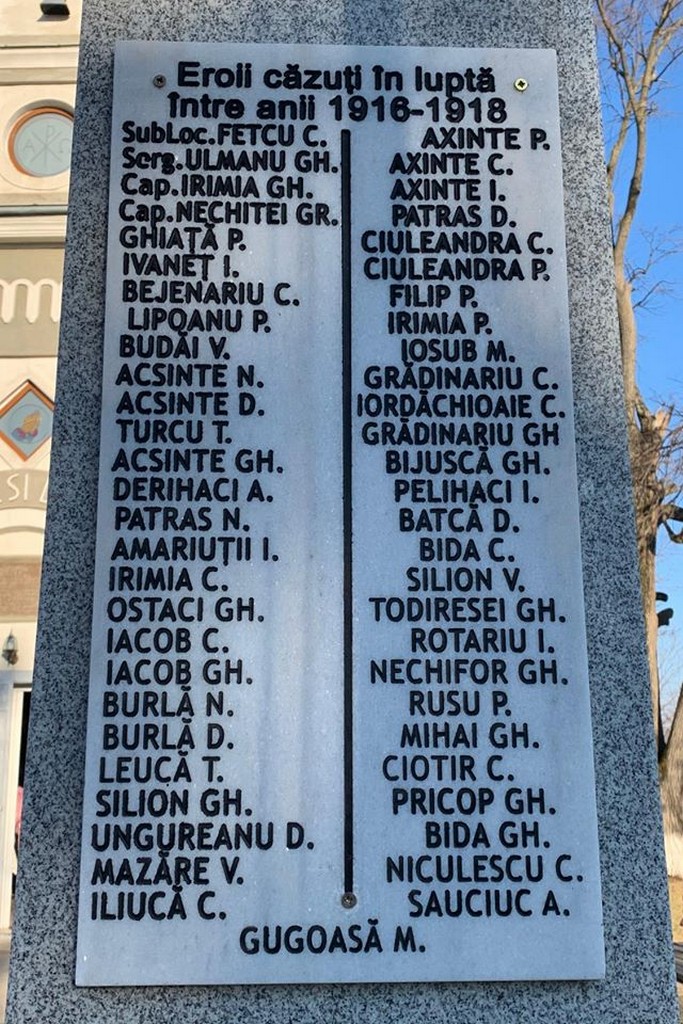 Eroii căzuţi în luptă
între anii 1916-1918
SubLoc.FETCU C.
Serg.ULMANU GH.
Cap.IRIMIA GH.
Cap.NECHITEI GR.
GHIAȚĂ P.
IVANEȚ I.
BEJENARIU C.
LIPOANU P.
BUDĂI V.
ACSINTE N.
ACSINTE D.
TURCU T.
ACSINTE GH.
DERIHACI A.
PATRAS N.
AMARIUȚII I.
IRIMIA C.
OSTACI GH.
IACOB C.
IACOB GH.
BURLĂ N.
BURLĂ D.
LEUCĂ T.
SILION GH.
UNGUREANU D.
MAZĂRE V.
ILIUCĂ C.
AXINTE P.
AXINTE C.
AXINTE I.
PATRAS D.
CIULEANDRA C.
CIULEANDRA P.
FILIP P.
IRIMIA P.
IOSUB M.
GRĂDINARIU C.
IORDĂCHIOAIE C.
GRĂDINARIU GH
BIJUSCĂ GH.
PELIHACI I.
BATCĂ D.
BIDA C.
SILION V.
TODIRESEI GH.
ROTARIU I.
NECHIFOR GH.
RUSU P.
MIHAI GH.
CIOTIR C.
PRICOP GH.
BIDA GH.
NICULESCU C.
SAUCIUC A.
GUGOASĂ M.